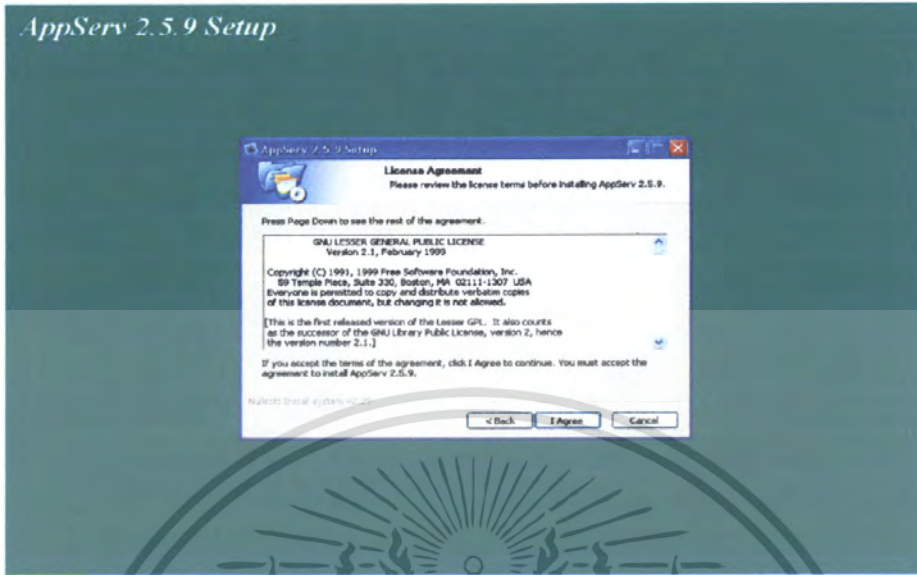 AppServ 2.5.9 Setup
AppServ 2.5.9 Setup
License Agreement
Please review the license terms before installing AppServ 2.5.9.
Press Page Down to see the rest of the agreement.
GNU LESSER GENERAL PUBLIC LICENSE
Version 2.1, February 1999
Copyright (C) 1991, 1999 Free Software Foundation, Inc.
59 Temple Place, Suite 330, Boston, MA 02111-1307 USA
Everyone is permitted to copy and distribute verbatim copies
of this license document, but changing it is not allowed.
[This is the first released version of the Lesser GPL. It also counts
as the successor of the GNU Library Public License, version 2, hence
the version number 2.1.]
If you accept the terms of the agreement, click I Agree to continue. You must accept the
agreement to install AppServ 2.5.9.
Nullsoft Install System
< Back
I Agree
Cancel